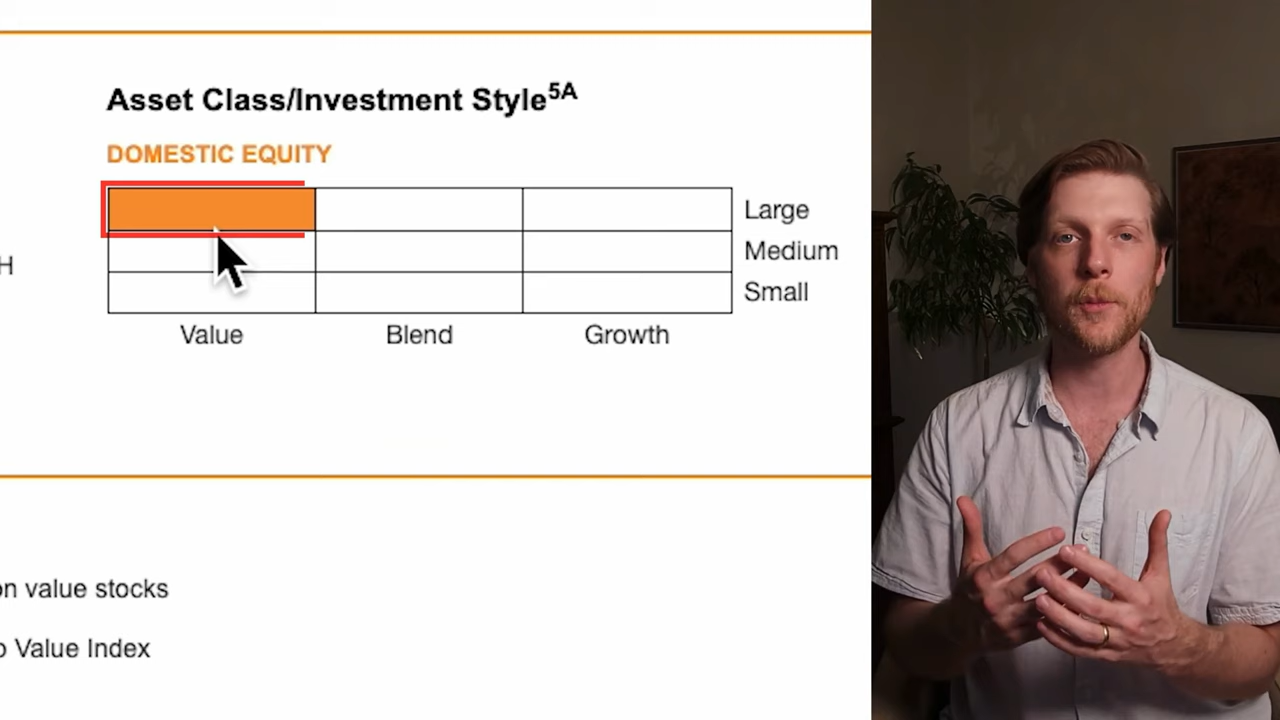 Asset Class/Investment Style5A
DOMESTIC EQUITY
Large
Medium
Small
Value Blend Growth
H
on value stocks
Value Index